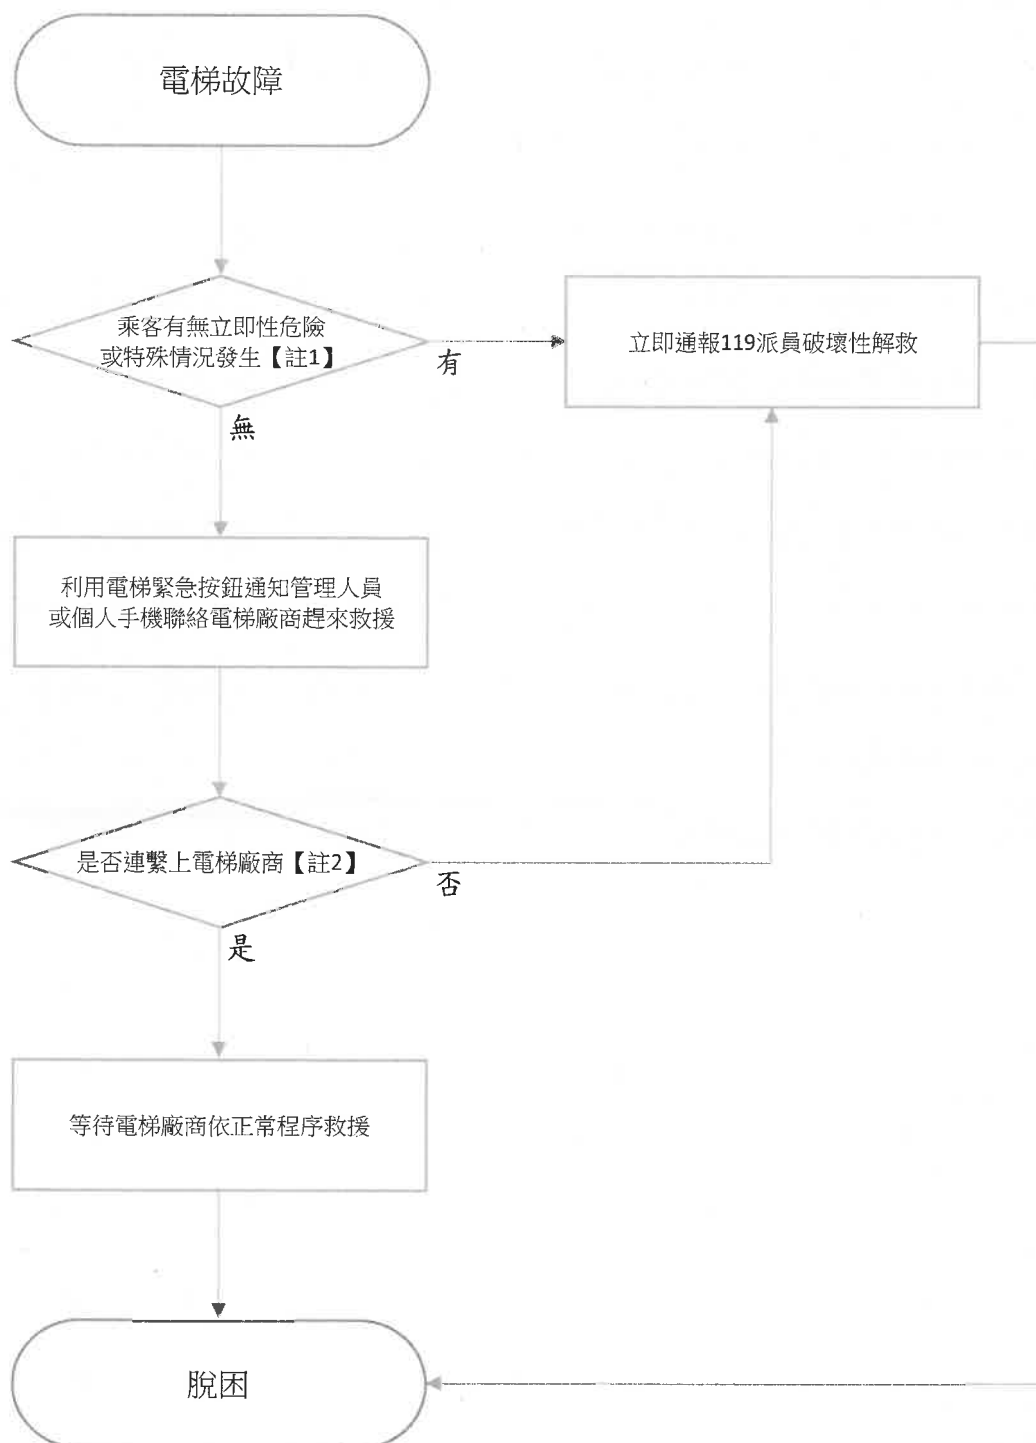 電梯故障
乘客有無立即性危險
或特殊情況發生【註1】
有
立即通報119派員破壞性解救
無
利用電梯緊急按鈕通知管理人員
或個人手機聯絡電梯廠商趕來救援
是否連繫上電梯廠商【註2】
否
是
等待電梯廠商依正常程序救援
脫困